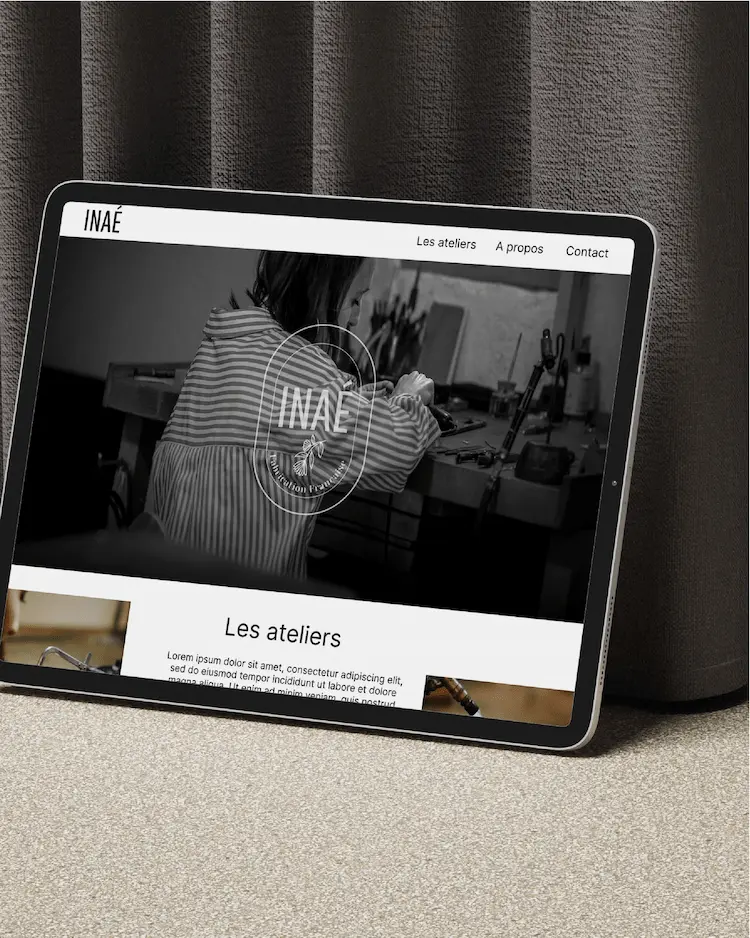 INAÉ
Les ateliers A propos Contact
INAÉ
Fabrication Française
Les ateliers
Lorem ipsum dolor sit amet, consectetur adipiscing elit,
sed do eiusmod tempor incididunt ut labore et dolore
magna aliqua. Ut enim ad minim veniam, quis nostrud